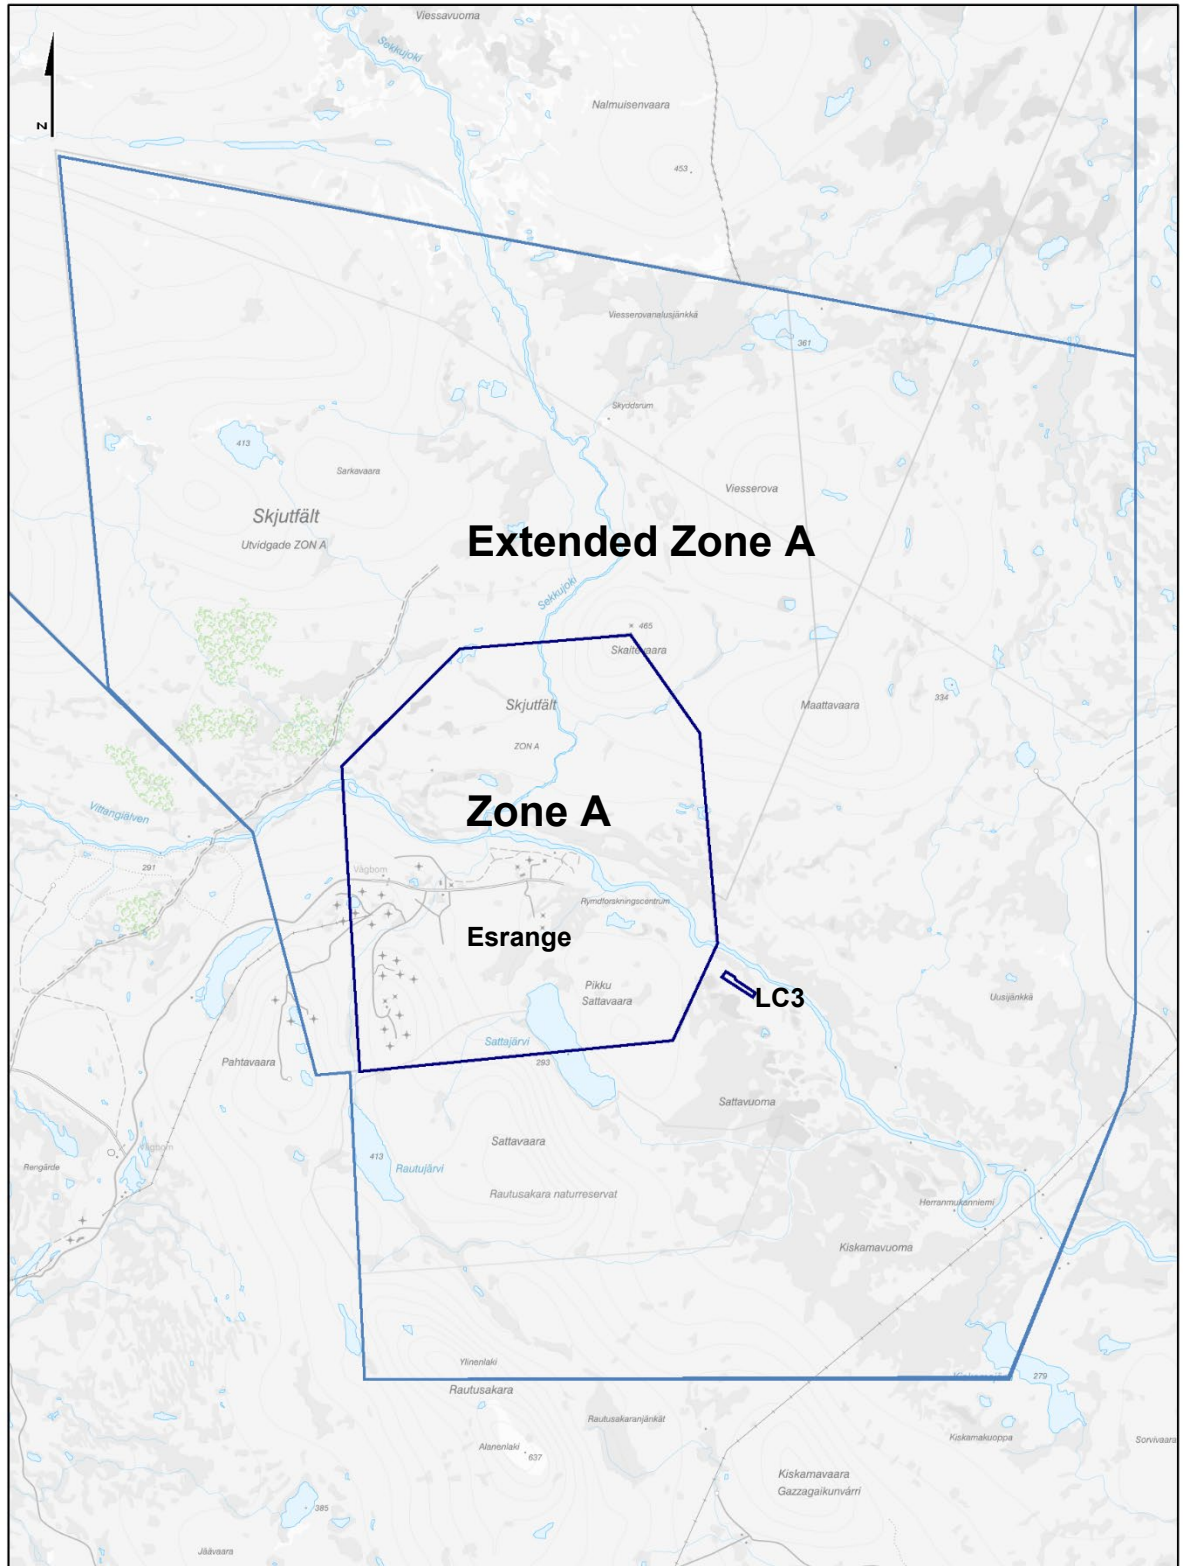 Viessavuoma
Sekkujoki
Nalmuisenvaara
N
453
Viesserovanalusjänkkä
361
Skyddsrum
413
Sarkavaara
Viesserova
Skjutfält
Utvidgade ZON A
Extended Zone A
Sekkujoki
465
Skaitevaara
334
Skjutfält
Maattavaara
ZON A
Vittangiälven
Zone A
291
Vägbom
Rymdforskningscentrum
Esrange
Pikku
Sattavaara
LC3
Uusijänkkä
Sattajärvi
293
Pahtavaara
Sattavuoma
Sattavaara
Vägbom
413
Rautujärvi
Rengärde
Rautusakara naturreservat
Herranmukanniemi
Kiskamavuoma
Ylinenlaki
279
Rautusakara
Rautusakaranjänkät
Kiskamakuoppa
Sorvivaara
Alanenlaki
637
Kiskamavaara
Gazzagaikunvárri
385
Jäävaara